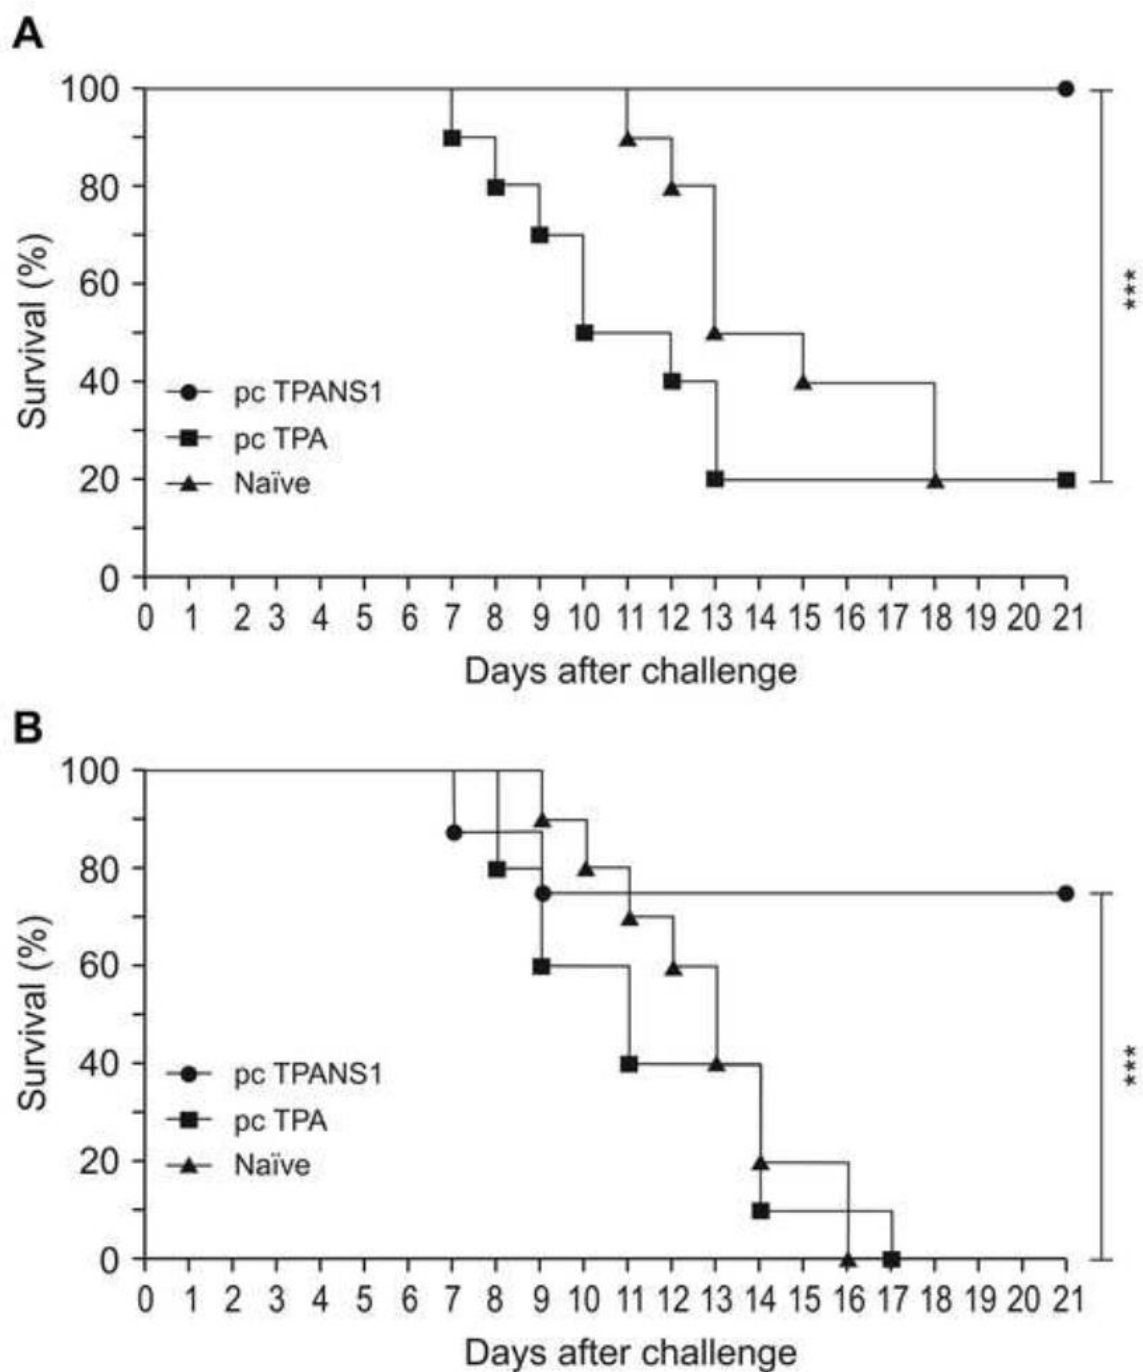 A
100
80
60
40
20
0
Survival (%)
pc TPANS1
pc TPA
Naïve
***
0 1 2 3 4 5 6 7 8 9 10 11 12 13 14 15 16 17 18 19 20 21
Days after challenge
B
100
80
60
40
20
0
Survival (%)
pc TPANS1
pc TPA
Naïve
***
0 1 2 3 4 5 6 7 8 9 10 11 12 13 14 15 16 17 18 19 20 21
Days after challenge